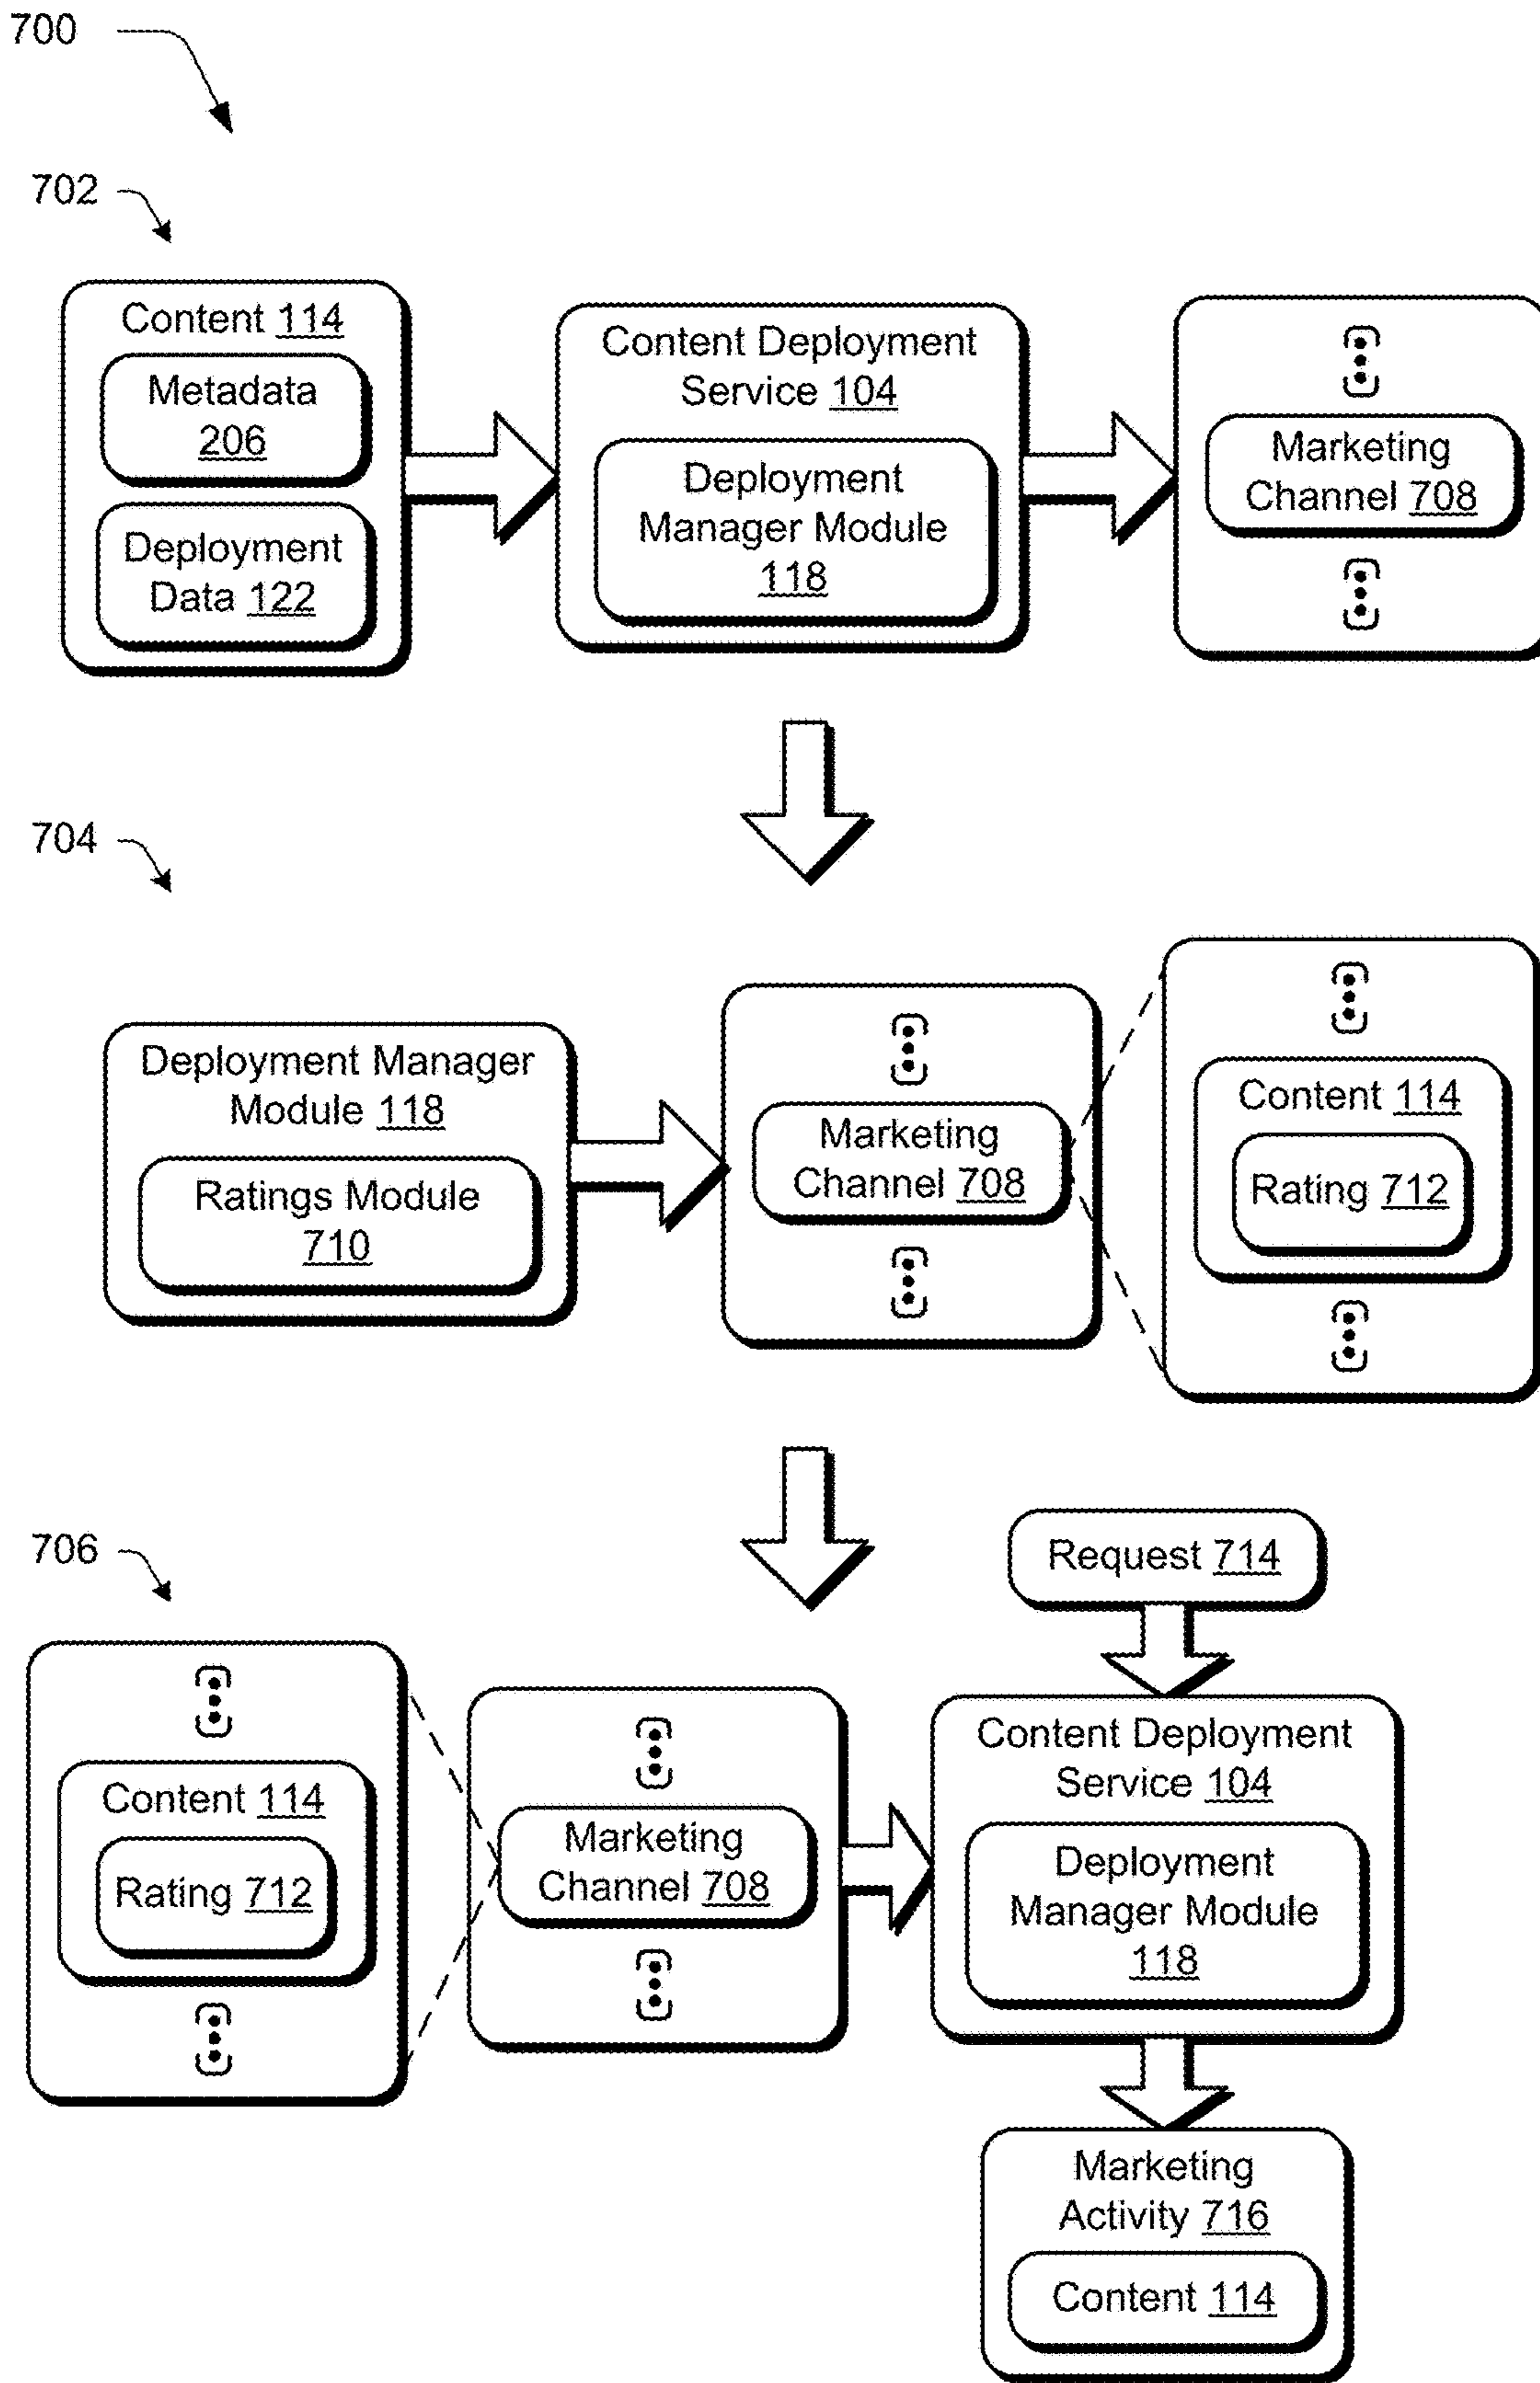 700
702
Content 114
Metadata
206
Deployment
Data 122
Content Deployment
Service 104
Deployment
Manager Module
118
Marketing
Channel 708
704
Deployment Manager
Module 118
Ratings Module
710
Marketing
Channel 708
Content 114
Rating 712
706
Content 114
Rating 712
Marketing
Channel 708
Request 714
Content Deployment
Service 104
Deployment
Manager Module
118
Marketing
Activity 716
Content 114